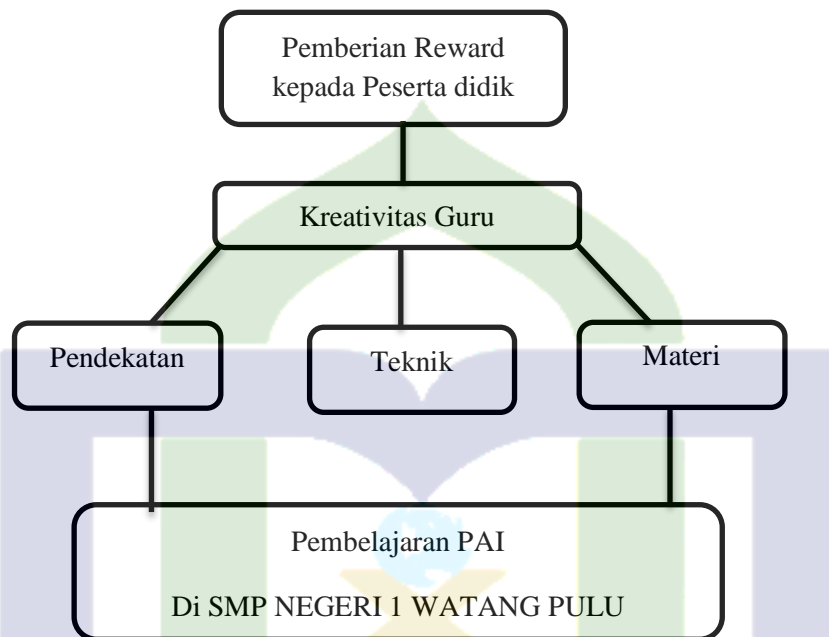 Pemberian Reward
kepada Peserta didik
Kreativitas Guru
Pendekatan
Teknik
Materi
Pembelajaran PAI
Di SMP NEGERI 1 WATANG PULU